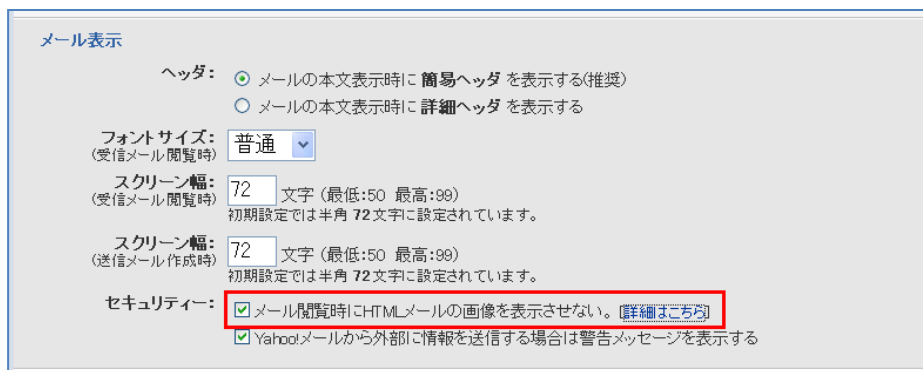 メール表示
ヘッダ: メールの本文表示時に 簡易ヘッダ を表示する(推奨)
メールの本文表示時に 詳細ヘッダ を表示する
フォントサイズ: 普通
(受信メール閲覧時)
スクリーン幅: 72 文字 (最低:50 最高:99)
(受信メール閲覧時) 初期設定では半角 72文字に設定されています。
スクリーン幅: 72 文字 (最低:50 最高:99)
(送信メール作成時) 初期設定では半角 72文字に設定されています。
セキュリティー: メール閲覧時にHTMLメールの画像を表示させない。[詳細はこちら]
Yahoo!メールから外部に情報を送信する場合は警告メッセージを表示する